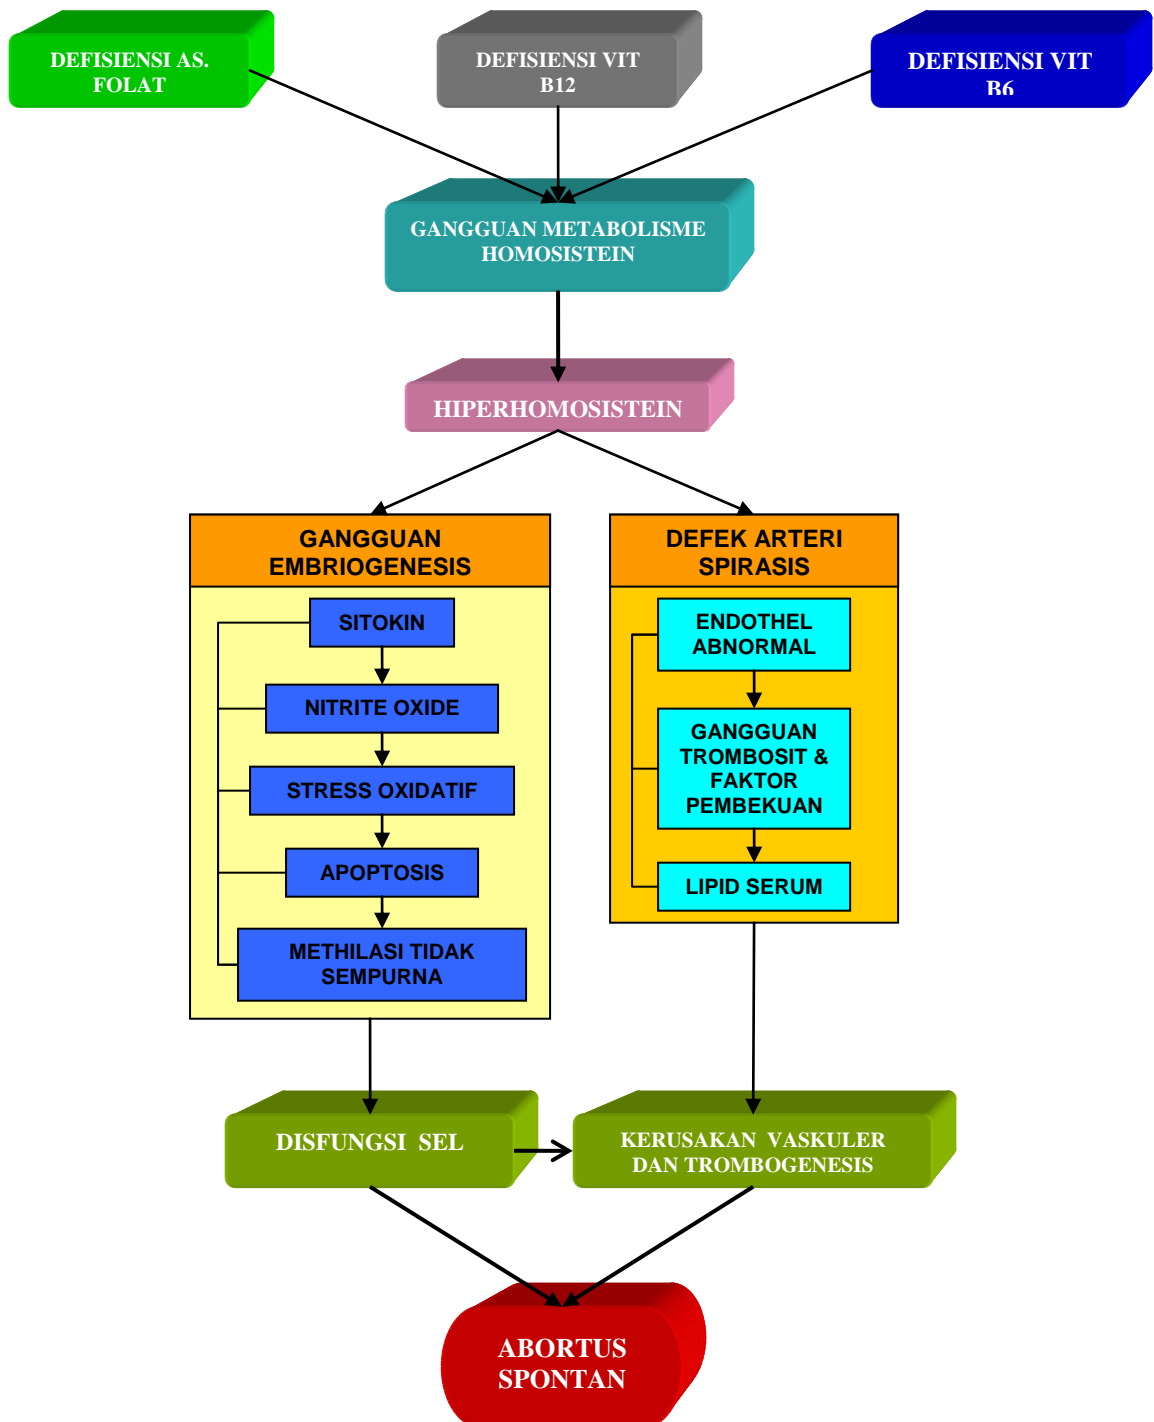 DEFISIENSI AS.
FOLAT
DEFISIENSI VIT
B12
DEFISIENSI VIT
B6
GANGGUAN METABOLISME
HOMOSISTEIN
HIPERHOMOSISTEIN
GANGGUAN
EMBRIOGENESIS
SITOKIN
NITRITE OXIDE
STRESS OXIDATIF
APOPTOSIS
METHILASI TIDAK
SEMPURNA
DEFEK ARTERI
SPIRASIS
ENDOTHEL
ABNORMAL
GANGGUAN
TROMBOSIT &
FAKTOR
PEMBEKUAN
LIPID SERUM
DISFUNGSI SEL
KERUSAKAN VASKULER
DAN TROMBOGENESIS
ABORTUS
SPONTAN